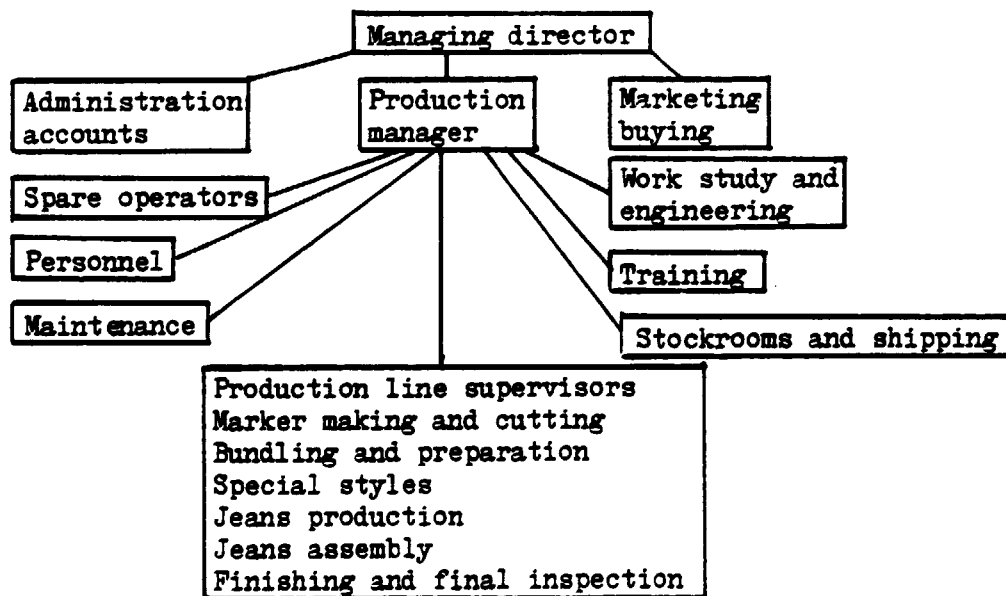 Managing director
Administration
accounts
Production
manager
Marketing
buying
Spare operators
Work study and
engineering
Personnel
Training
Maintenance
Stockrooms and shipping
Production line supervisors
Marker making and cutting
Bundling and preparation
Special styles
Jeans production
Jeans assembly
Finishing and final inspection